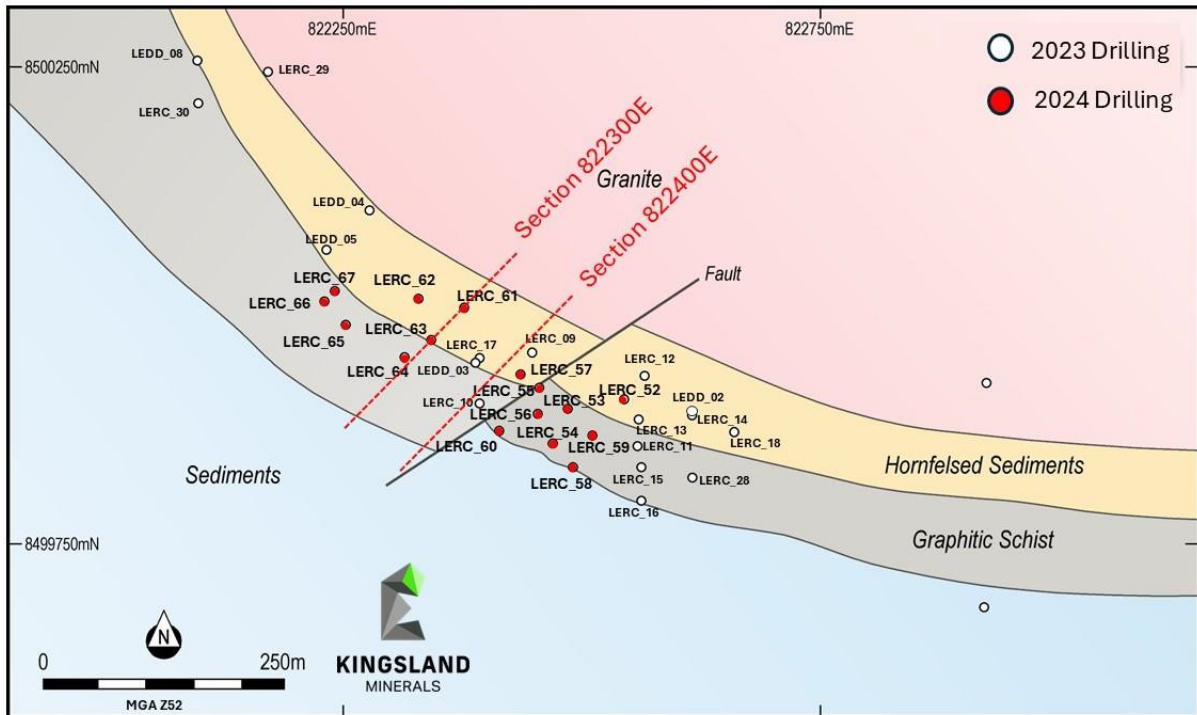 822250mE
822750mE
8500250mN
2023 Drilling
2024 Drilling
LEDD_08
LERC_29
LERC_30
Section 822300E
Section 822400E
Granite
LEDD_04
LEDD_05
Fault
LERC_67
LERC_62
LERC_66
LERC_61
LERC_65
LERC_63
LERC_17
LERC_09
LERC_64
LEDD_03
LERC_57
LERC_12
LERC_55
LERC_52
LERC_10
LERC_53
LEDD_02
LERC_56
LERC_14
LERC_54
LERC_13
LERC_18
LERC_60
LERC_59
LERC_11
Sediments
LERC_58
LERC_15
LERC_28
Hornfelsed Sediments
LERC_16
Graphitic Schist
8499750mN
N
0
250m
MGA Z52
KINGSLAND
MINERALS